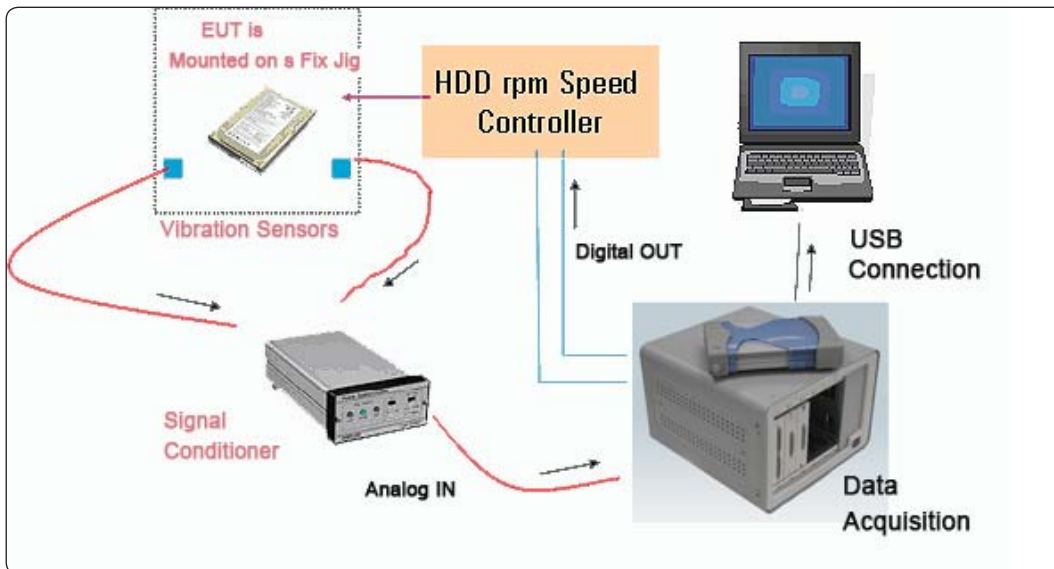 EUT is
Mounted on s Fix Jig
HDD rpm Speed
Controller
Vibration Sensors
Digital OUT
USB
Connection
Signal
Conditioner
Analog IN
Data
Acquisition